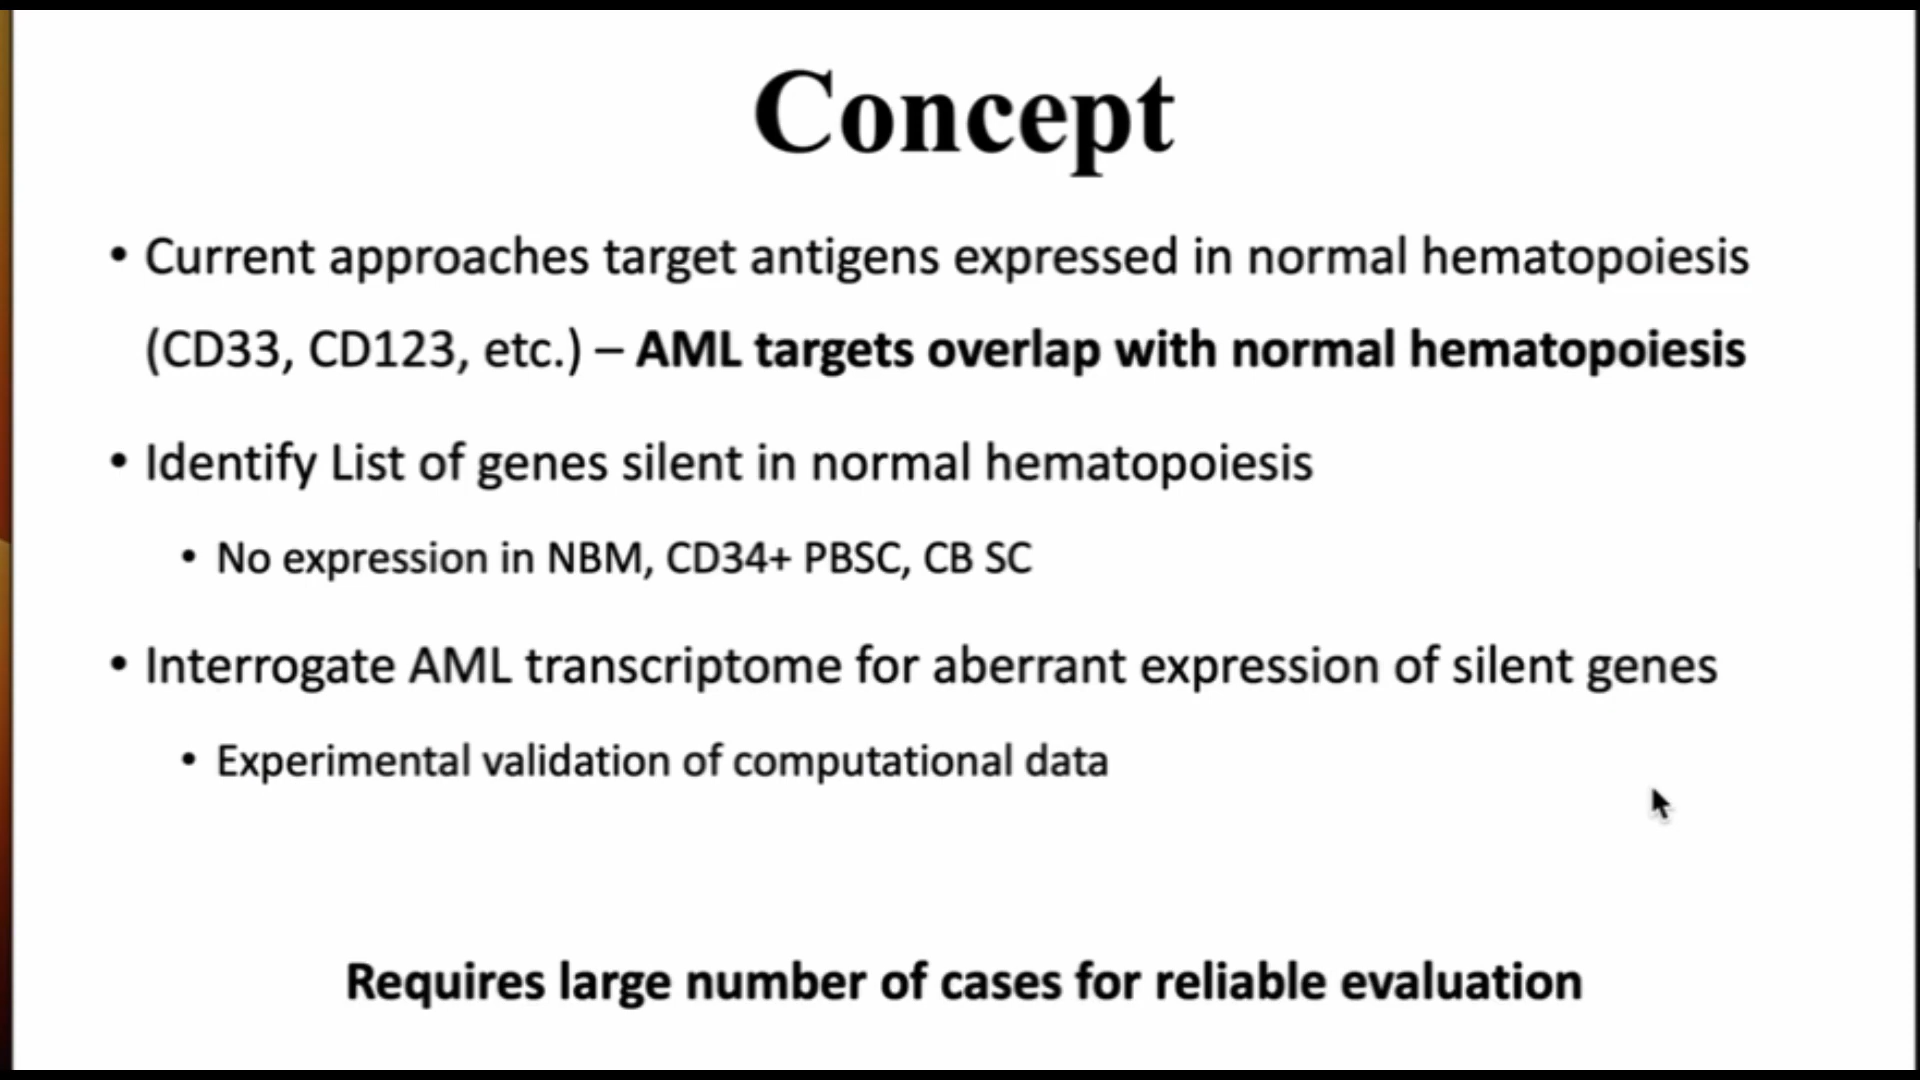 Concept
• Current approaches target antigens expressed in normal hematopoiesis
(CD33, CD123, etc.) – AML targets overlap with normal hematopoiesis
• Identify List of genes silent in normal hematopoiesis
• No expression in NBM, CD34+ PBSC, CB SC
• Interrogate AML transcriptome for aberrant expression of silent genes
• Experimental validation of computational data
Requires large number of cases for reliable evaluation